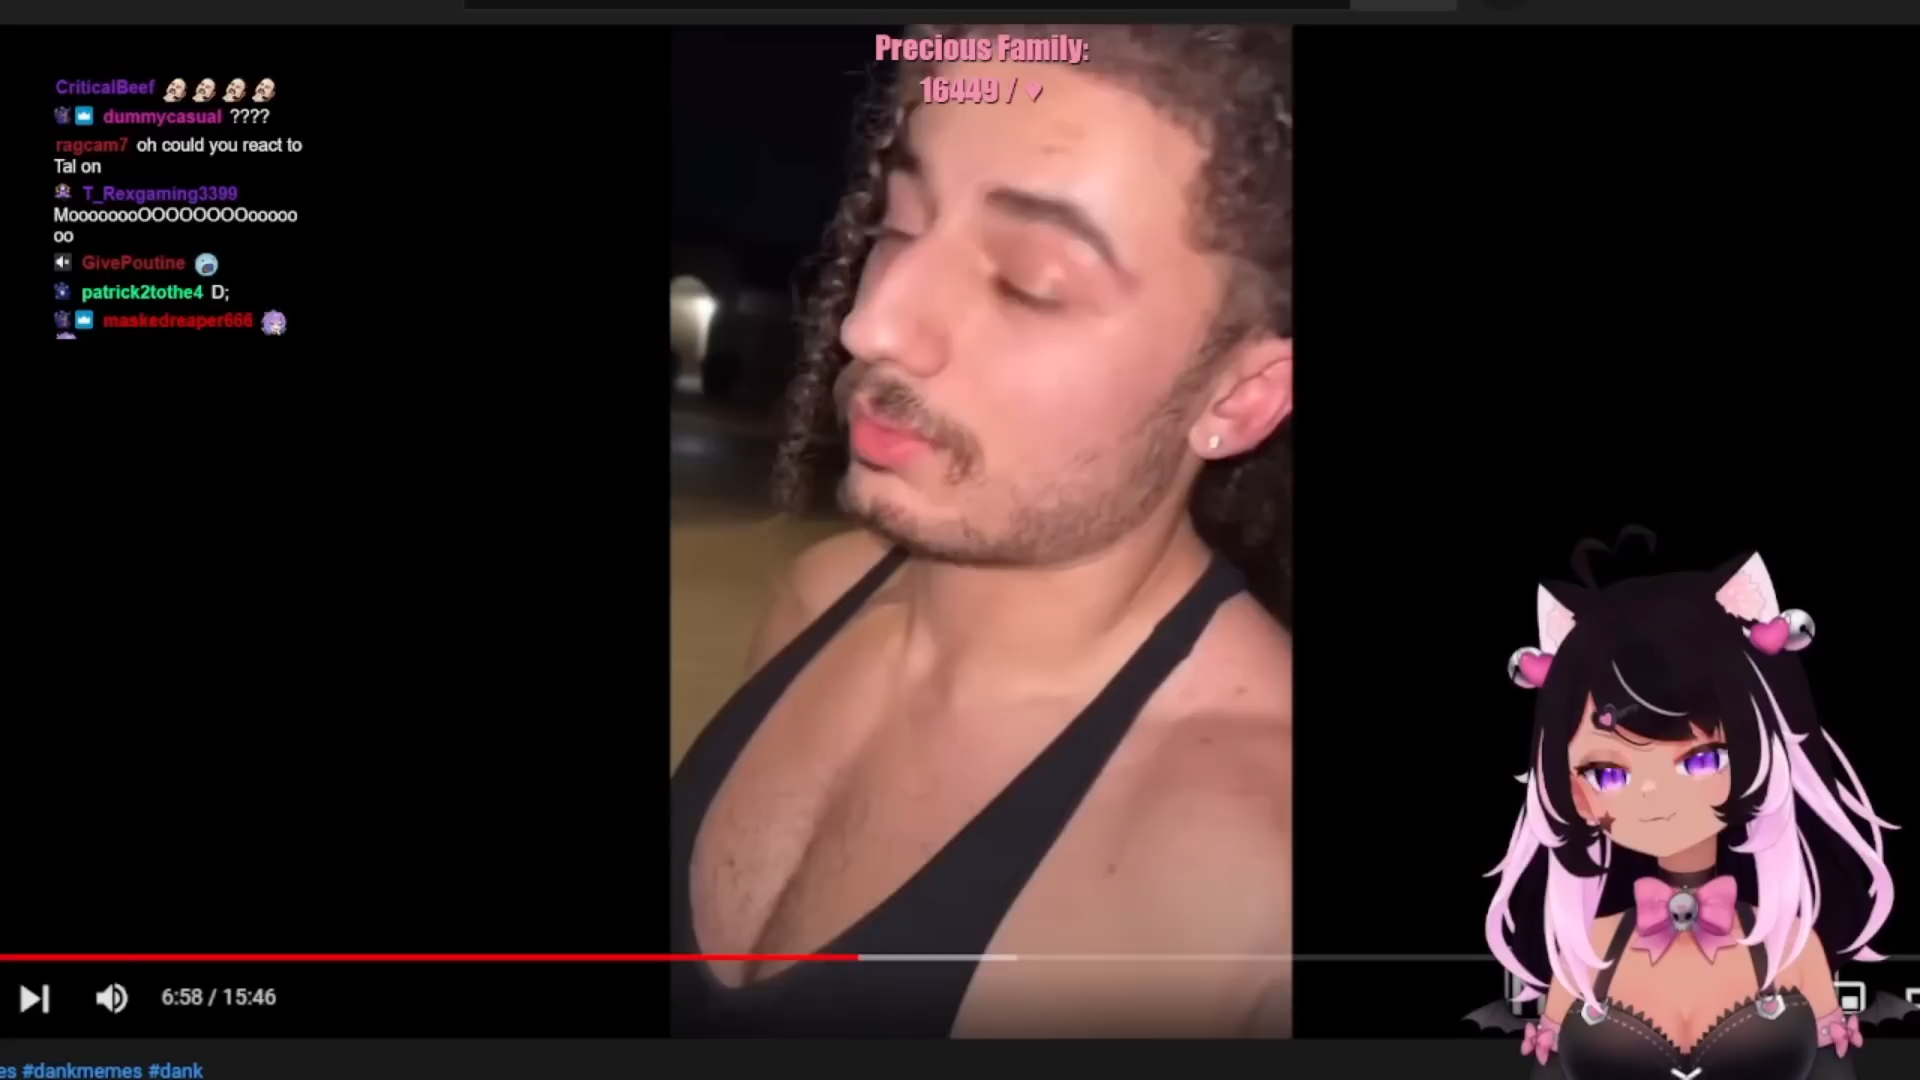 Precious Family:
16449 / ♥
CriticalBeef
dummycasual ????
ragcam7 oh could you react to
Tal on
T_Rexgaming3399
MoooooooOOOOOOOOooooo
oo
GivePoutine
patrick2tothe4 D;
maskedreaper666
6:58 / 15:46
es #dankmemes #dank